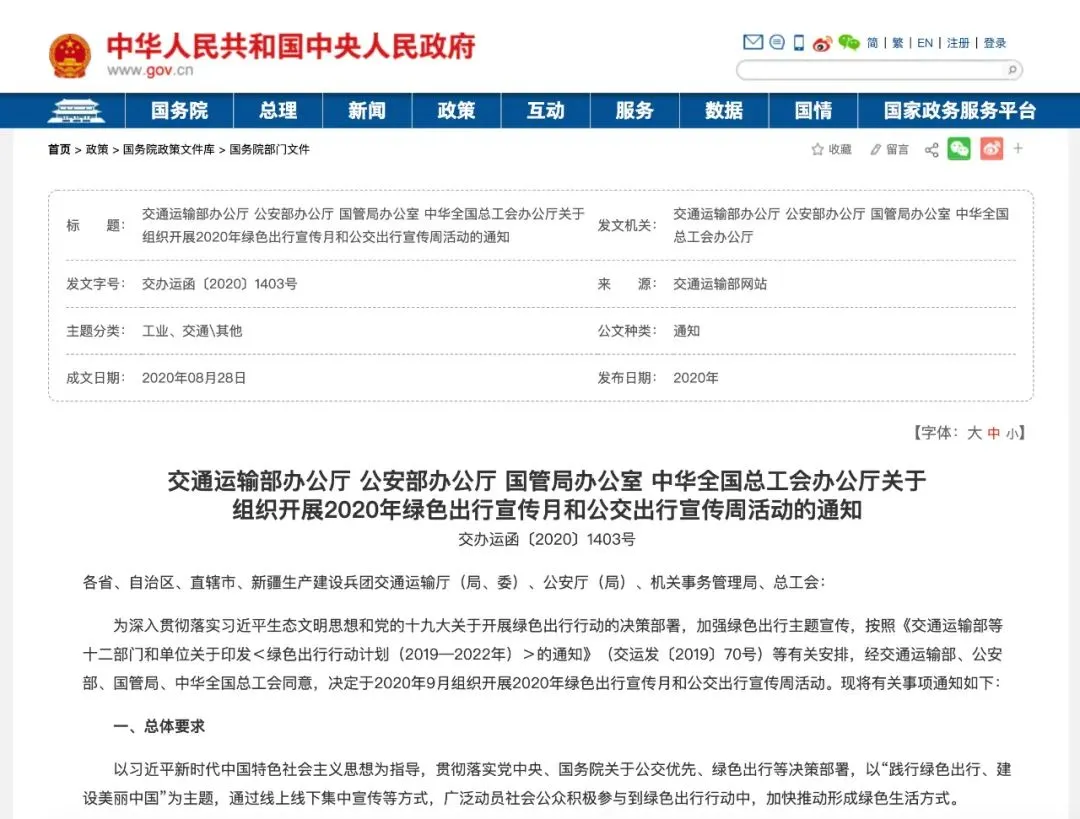 中华人民共和国中央人民政府
www.gov.cn
简 | 繁 | EN | 注册 | 登录
国务院 总理 新闻 政策 互动 服务 数据 国情 国家政务服务平台
首页 > 政策 > 国务院政策文件库 > 国务院部门文件
收藏 留言
标 题： 交通运输部办公厅 公安部办公厅 国管局办公室 中华全国总工会办公厅关于
组织开展2020年绿色出行宣传月和公交出行宣传周活动的通知
发文机关： 交通运输部办公厅 公安部办公厅 国管局办公室 中华全国
总工会办公厅
发文字号： 交办运函〔2020〕1403号
来 源： 交通运输部网站
主题分类： 工业、交通\其他
公文种类： 通知
成文日期： 2020年08月28日
发布日期： 2020年
【字体：大 中 小】
交通运输部办公厅 公安部办公厅 国管局办公室 中华全国总工会办公厅关于
组织开展2020年绿色出行宣传月和公交出行宣传周活动的通知
交办运函〔2020〕1403号
各省、自治区、直辖市、新疆生产建设兵团交通运输厅（局、委）、公安厅（局）、机关事务管理局、总工会：
为深入贯彻落实习近平生态文明思想和党的十九大关于开展绿色出行行动的决策部署，加强绿色出行主题宣传，按照《交通运输部等
十二部门和单位关于印发＜绿色出行行动计划（2019—2022年）＞的通知》（交运发〔2019〕70号）等有关安排，经交通运输部、公安
部、国管局、中华全国总工会同意，决定于2020年9月组织开展2020年绿色出行宣传月和公交出行宣传周活动。现将有关事项通知如下：
一、总体要求
以习近平新时代中国特色社会主义思想为指导，贯彻落实党中央、国务院关于公交优先、绿色出行等决策部署，以“践行绿色出行、建
设美丽中国”为主题，通过线上线下集中宣传等方式，广泛动员社会公众积极参与到绿色出行行动中，加快推动形成绿色生活方式。